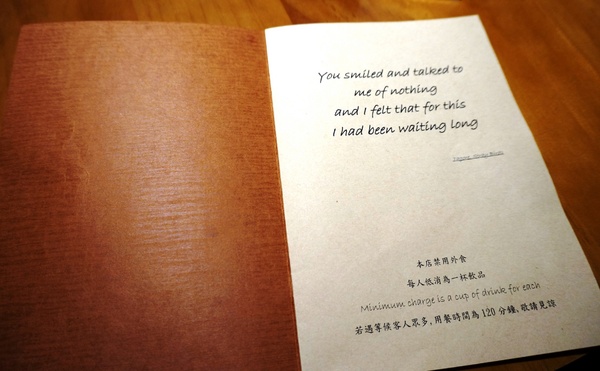 You smiled and talked to
me of nothing
and I felt that for this
I had been waiting long
本店禁用外食
每人低消為一杯飲品
Minimum charge is a cup of drink for each
若遇等候客人眾多,用餐時間為 120 分鐘,敬請見諒